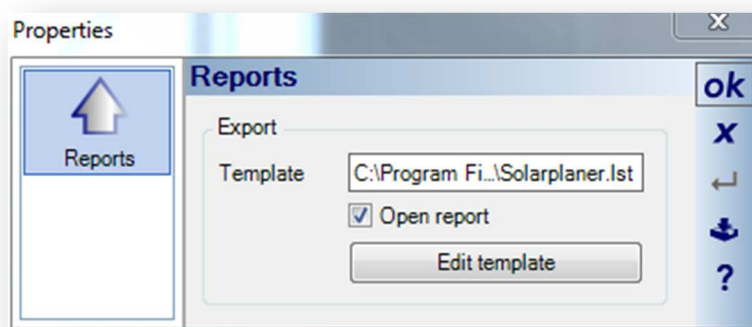 Properties
Reports
Reports
ok
Export
x
Template
C:\Program Fi...\Solarplaner.lst
Open report
Edit template
?